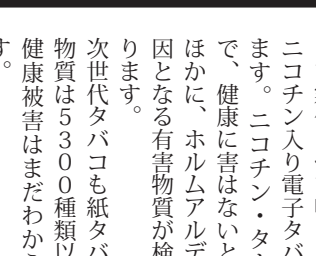 ニコチン入り電子タバ
ます。ニコチン・タ
で、健康に害はないと
ほかに、ホルムアルデ
因となる有害物質が検
ります。
次世代タバコも紙タバ
物質は5300種類以
健康被害はまだわか
す。